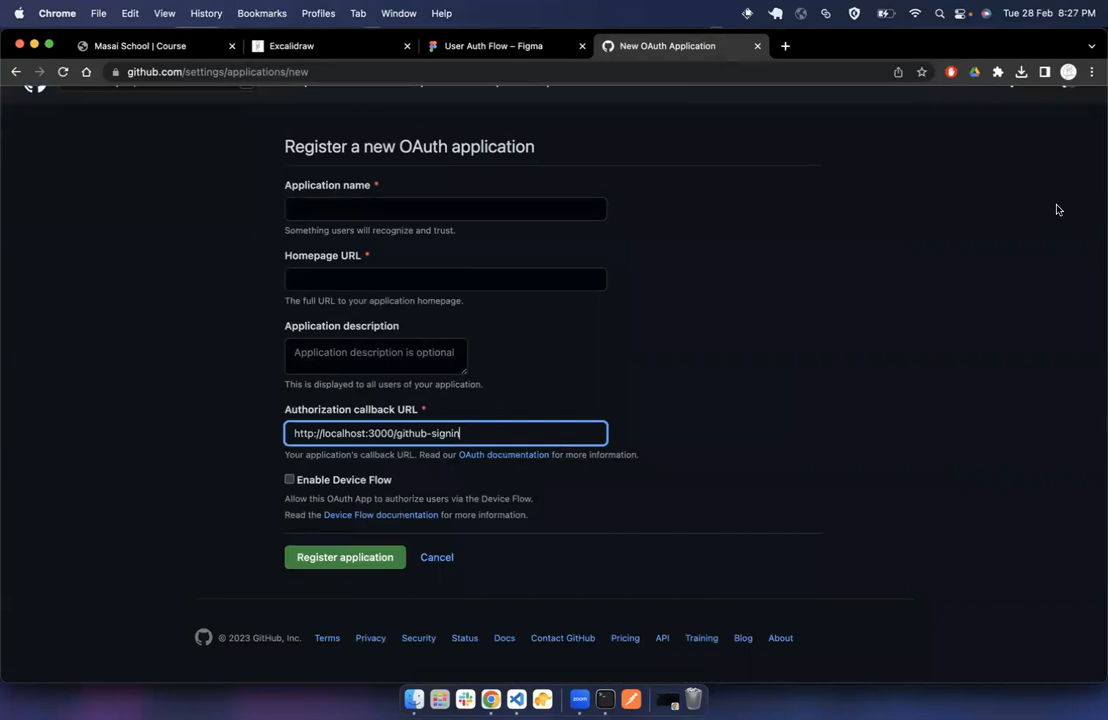 Chrome File Edit View History Bookmarks Profiles Tab Window Help Tue 28 Feb 8:27 PM
Masai School | Course Excalidraw User Auth Flow – Figma New OAuth Application
github.com/settings/applications/new
Register a new OAuth application
Application name *
Something users will recognize and trust.
Homepage URL *
The full URL to your application homepage.
Application description
Application description is optional
This is displayed to all users of your application.
Authorization callback URL *
http://localhost:3000/github-signin
Your application's callback URL. Read our OAuth documentation for more information.
Enable Device Flow
Allow this OAuth App to authorize users via the Device Flow.
Read the Device Flow documentation for more information.
Register application Cancel
© 2023 GitHub, Inc. Terms Privacy Security Status Docs Contact GitHub Pricing API Training Blog About
zoom